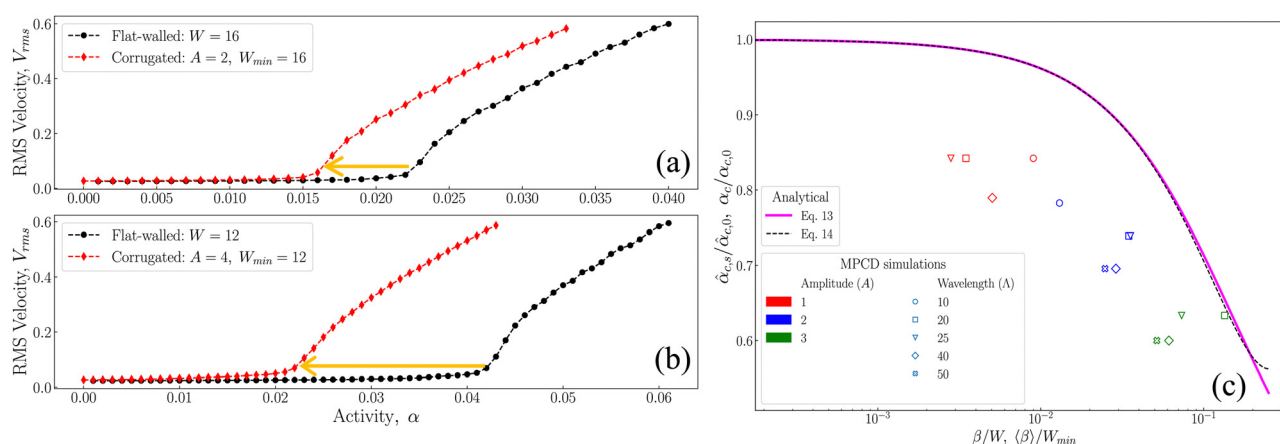 0.6
0.4
0.2
0.0
RMS Velocity, V_rms
Flat-walled: W = 16
Corrugated: A = 2, W_min = 16
(a)
0.000 0.005 0.010 0.015 0.020 0.025 0.030 0.035 0.040
0.6
0.4
0.2
0.0
RMS Velocity, V_rms
Flat-walled: W = 12
Corrugated: A = 4, W_min = 12
(b)
0.00 0.01 0.02 0.03 0.04 0.05 0.06
Activity, α
1.0
0.9
0.8
0.7
0.6
α̂_c,s/α̂_c,0, α_c/α_c,0
Analytical
Eq. 13
Eq. 14
MPCD simulations
Amplitude (A) Wavelength (Λ)
1 10
2 20
3 25
40
50
(c)
10⁻³ 10⁻² 10⁻¹
β/W, ⟨β⟩/W_min